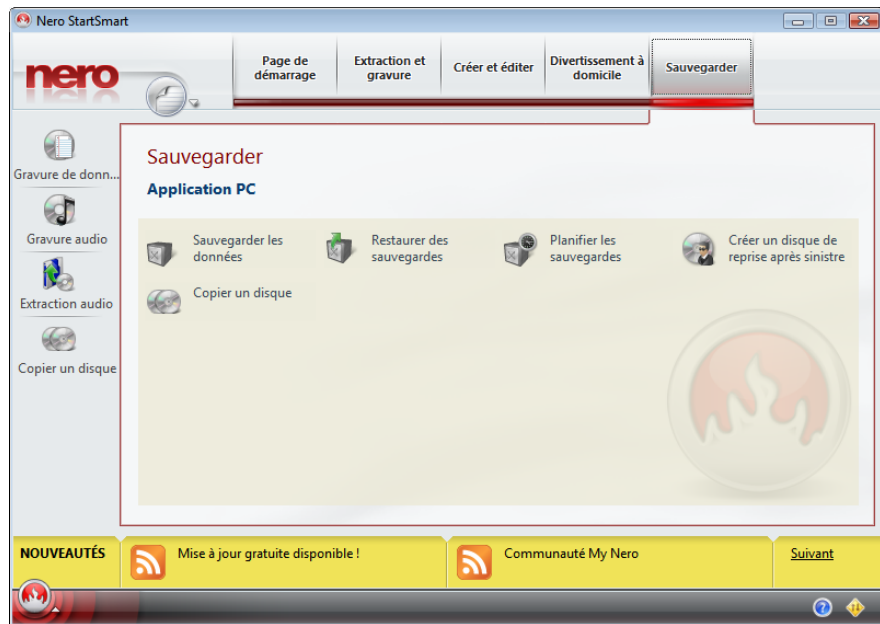 Nero StartSmart
nero
Page de
démarrage
Extraction et
gravure
Créer et éditer
Divertissement à
domicile
Sauvegarder
Gravure de donn...
Gravure audio
Extraction audio
Copier un disque
Sauvegarder
Application PC
Sauvegarder les
données
Restaurer des
sauvegardes
Planifier les
sauvegardes
Créer un disque de
reprise après sinistre
Copier un disque
NOUVEAUTÉS
Mise à jour gratuite disponible !
Communauté My Nero
Suivant